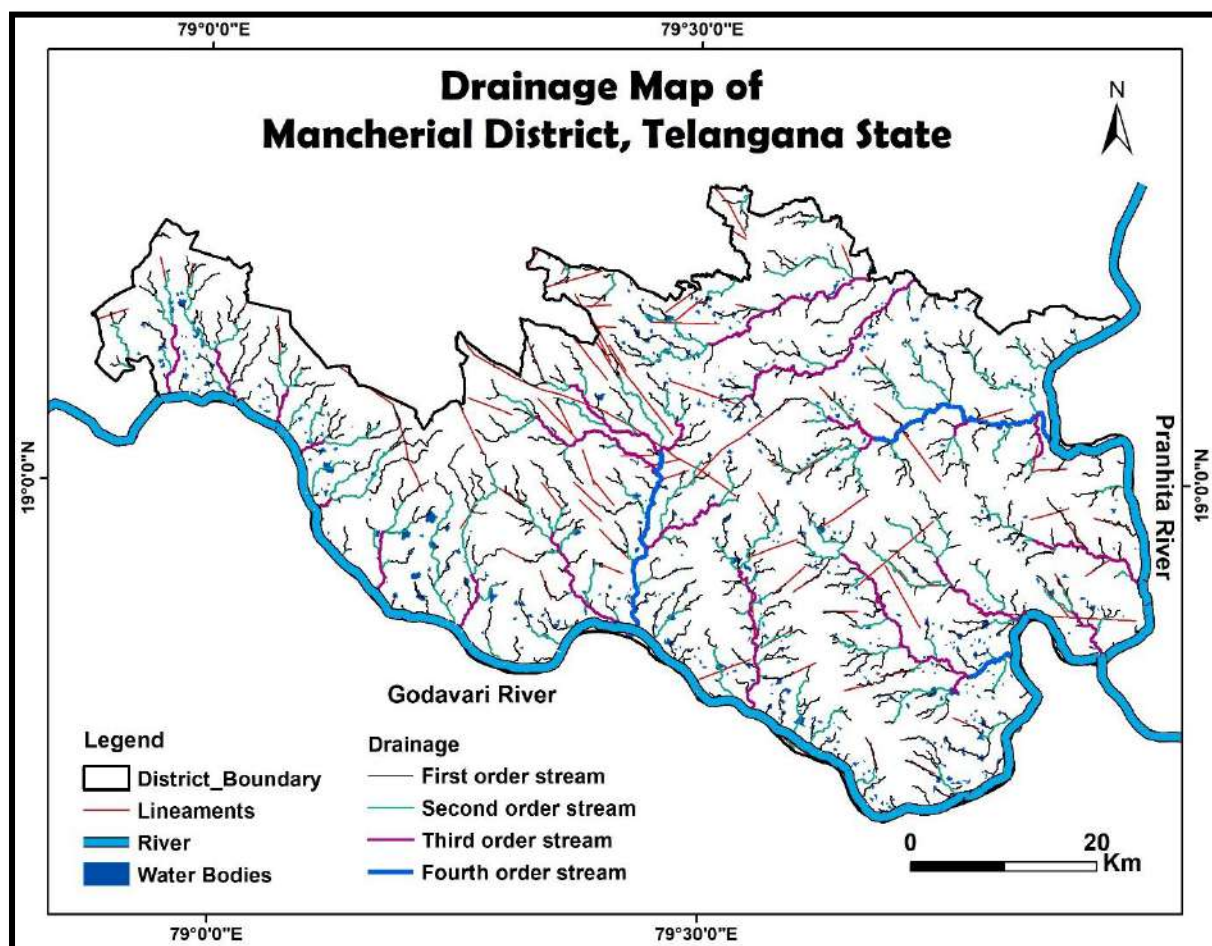 79°0'0"E
79°30'0"E
Drainage Map of
Mancherial District, Telangana State
N
19°0'0"N
19°0'0"N
Pranhita River
Godavari River
Legend
District_Boundary
Lineaments
River
Water Bodies
Drainage
First order stream
Second order stream
Third order stream
Fourth order stream
0
20
Km
79°0'0"E
79°30'0"E